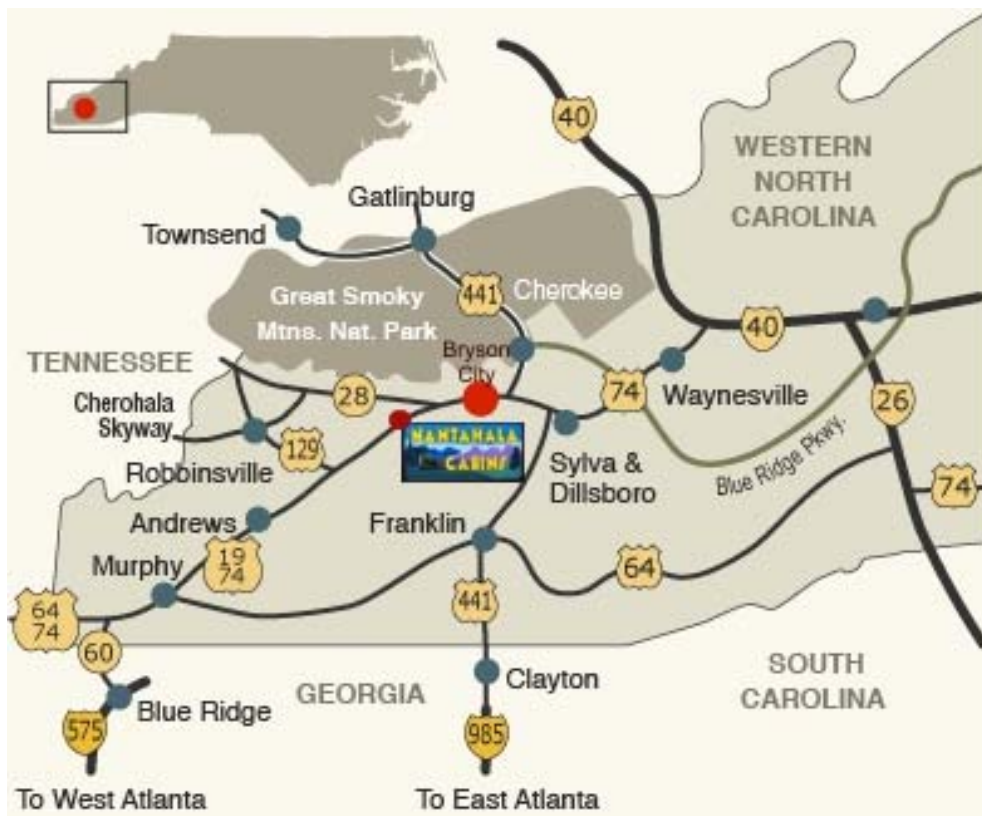 40
WESTERN
NORTH
CAROLINA
Gatlinburg
Townsend
441
Cherokee
Great Smoky
Mtns. Nat. Park
40
Bryson
City
TENNESSEE
28
74
Waynesville
26
Cherohala
Skyway
129
NANTAHALA
CABINS
Robbinsville
Sylva &
Dillsboro
Blue Ridge Pkwy.
74
Andrews
Franklin
19
74
Murphy
64
441
64
74
60
SOUTH
CAROLINA
Clayton
GEORGIA
Blue Ridge
575
985
To West Atlanta
To East Atlanta